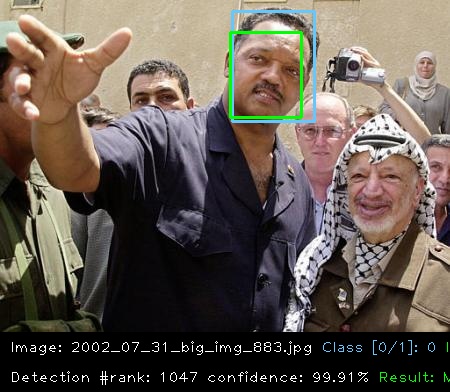 Image: 2002_07_31_big_img_883.jpg Class [0/1]: 0
Detection #rank: 1047 confidence: 99.91% Result: